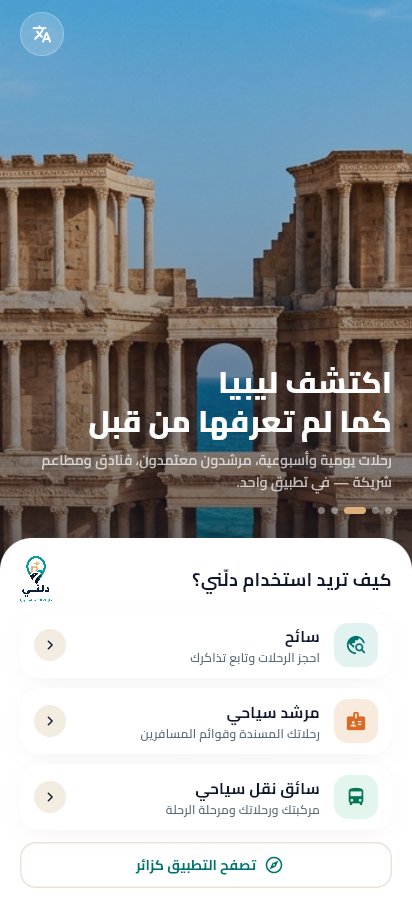 اكتشف ليبيا
كما لم تعرفها من قبل
رحلات يومية وأسبوعية، مرشدون معتمدون، فنادق ومطاعم
شريكة — في تطبيق واحد.
كيف تريد استخدام دلّني؟
دلني
سائح
احجز الرحلات وتابع تذاكرك
مرشد سياحي
رحلاتك المسندة وقوائم المسافرين
سائق نقل سياحي
مركبتك ورحلاتك ومرحلة الرحلة
تصفح التطبيق كزائر